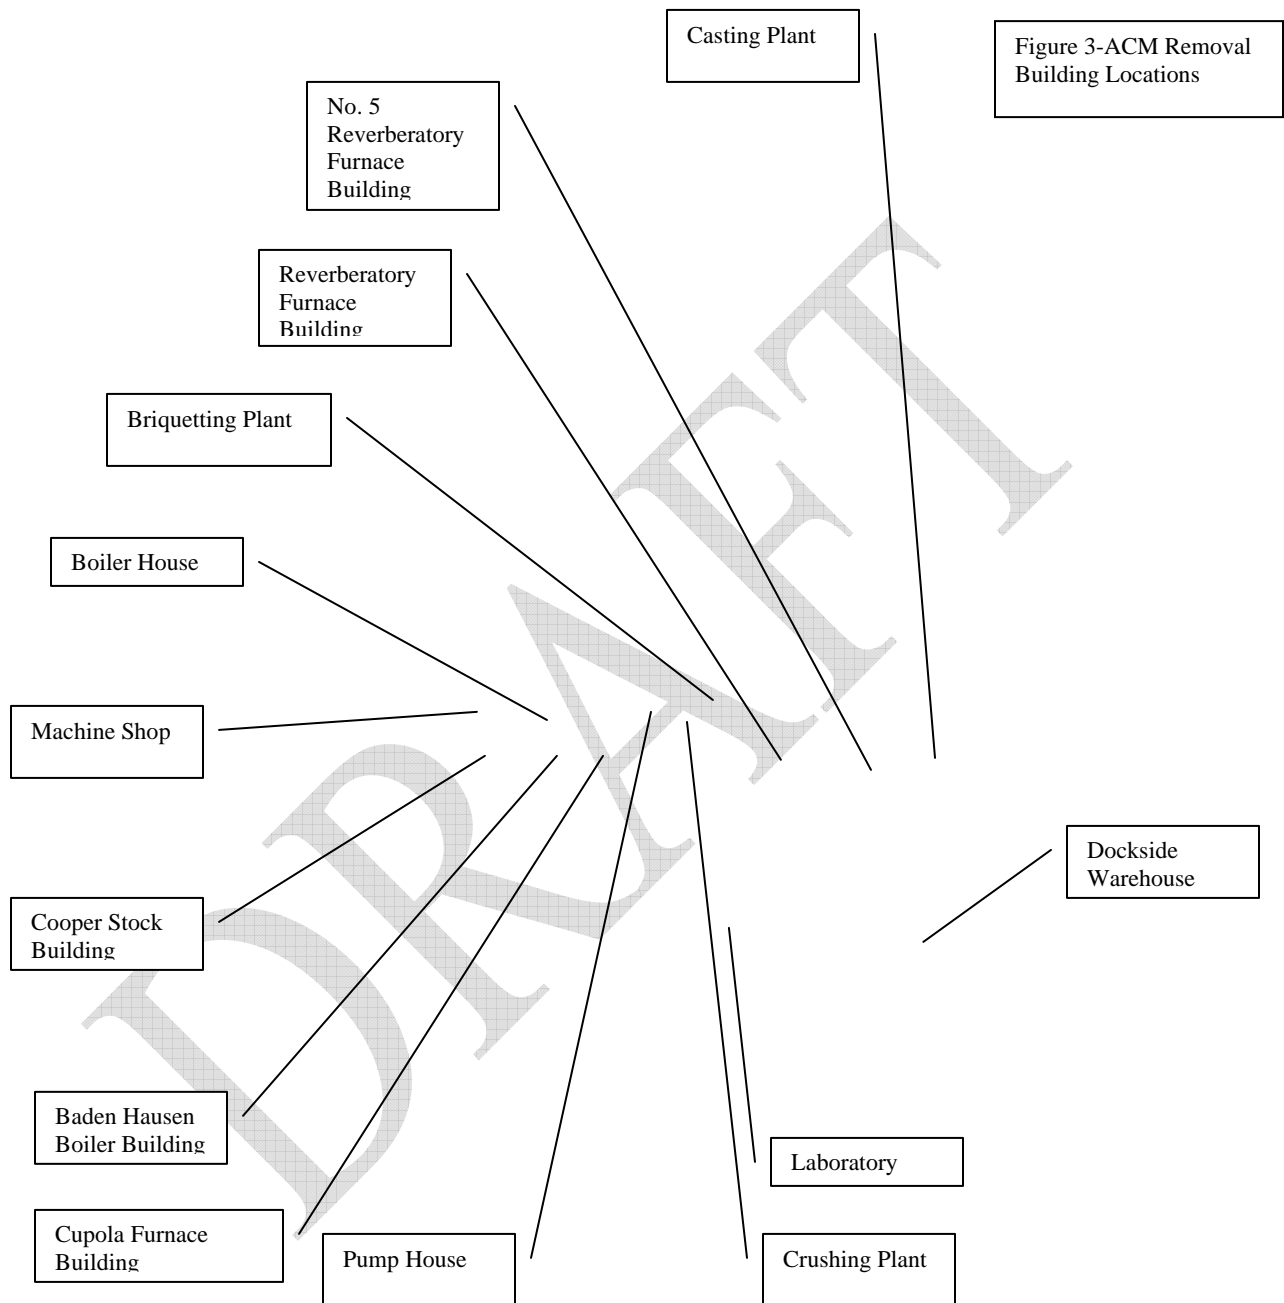 Casting Plant
Figure 3-ACM Removal
Building Locations
No. 5
Reverberatory
Furnace
Building
Reverberatory
Furnace
Building
Briquetting Plant
Boiler House
Machine Shop
Dockside
Warehouse
Cooper Stock
Building
Baden Hausen
Boiler Building
Laboratory
Cupola Furnace
Building
Pump House
Crushing Plant
DRAFT